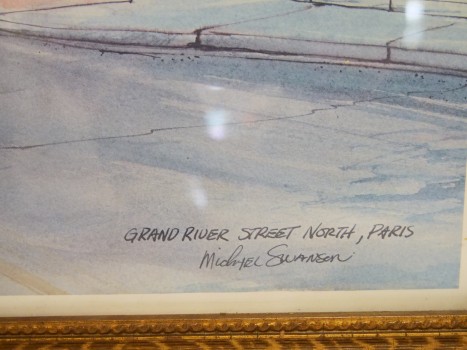 GRAND RIVER STREET NORTH, PARIS
Michael Swanson